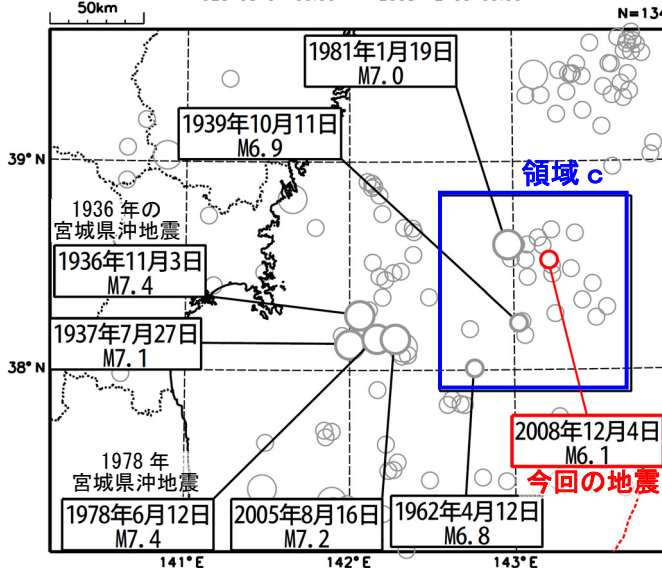 50km
N=134
1981年1月19日
M7.0
1939年10月11日
M6.9
39°N
領域c
1936 年の
宮城県沖地震
1936年11月3日
M7.4
1937年7月27日
M7.1
38°N
2008年12月4日
M6.1
今回の地震
1978 年
宮城県沖地震
1978年6月12日
M7.4
2005年8月16日
M7.2
1962年4月12日
M6.8
141°E
142°E
143°E